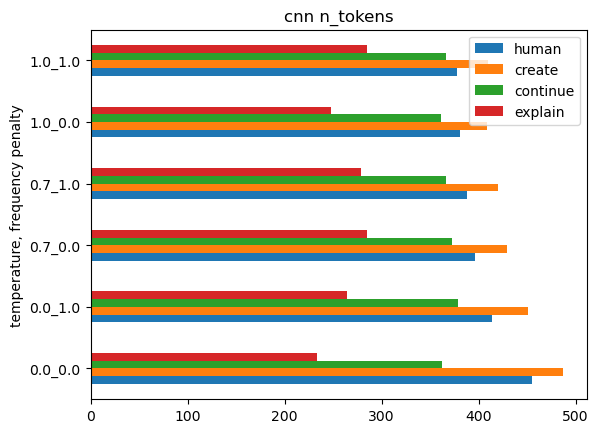 cnn n_tokens
human
create
continue
explain
temperature, frequency penalty
1.0_1.0
1.0_0.0
0.7_1.0
0.7_0.0
0.0_1.0
0.0_0.0
0 100 200 300 400 500